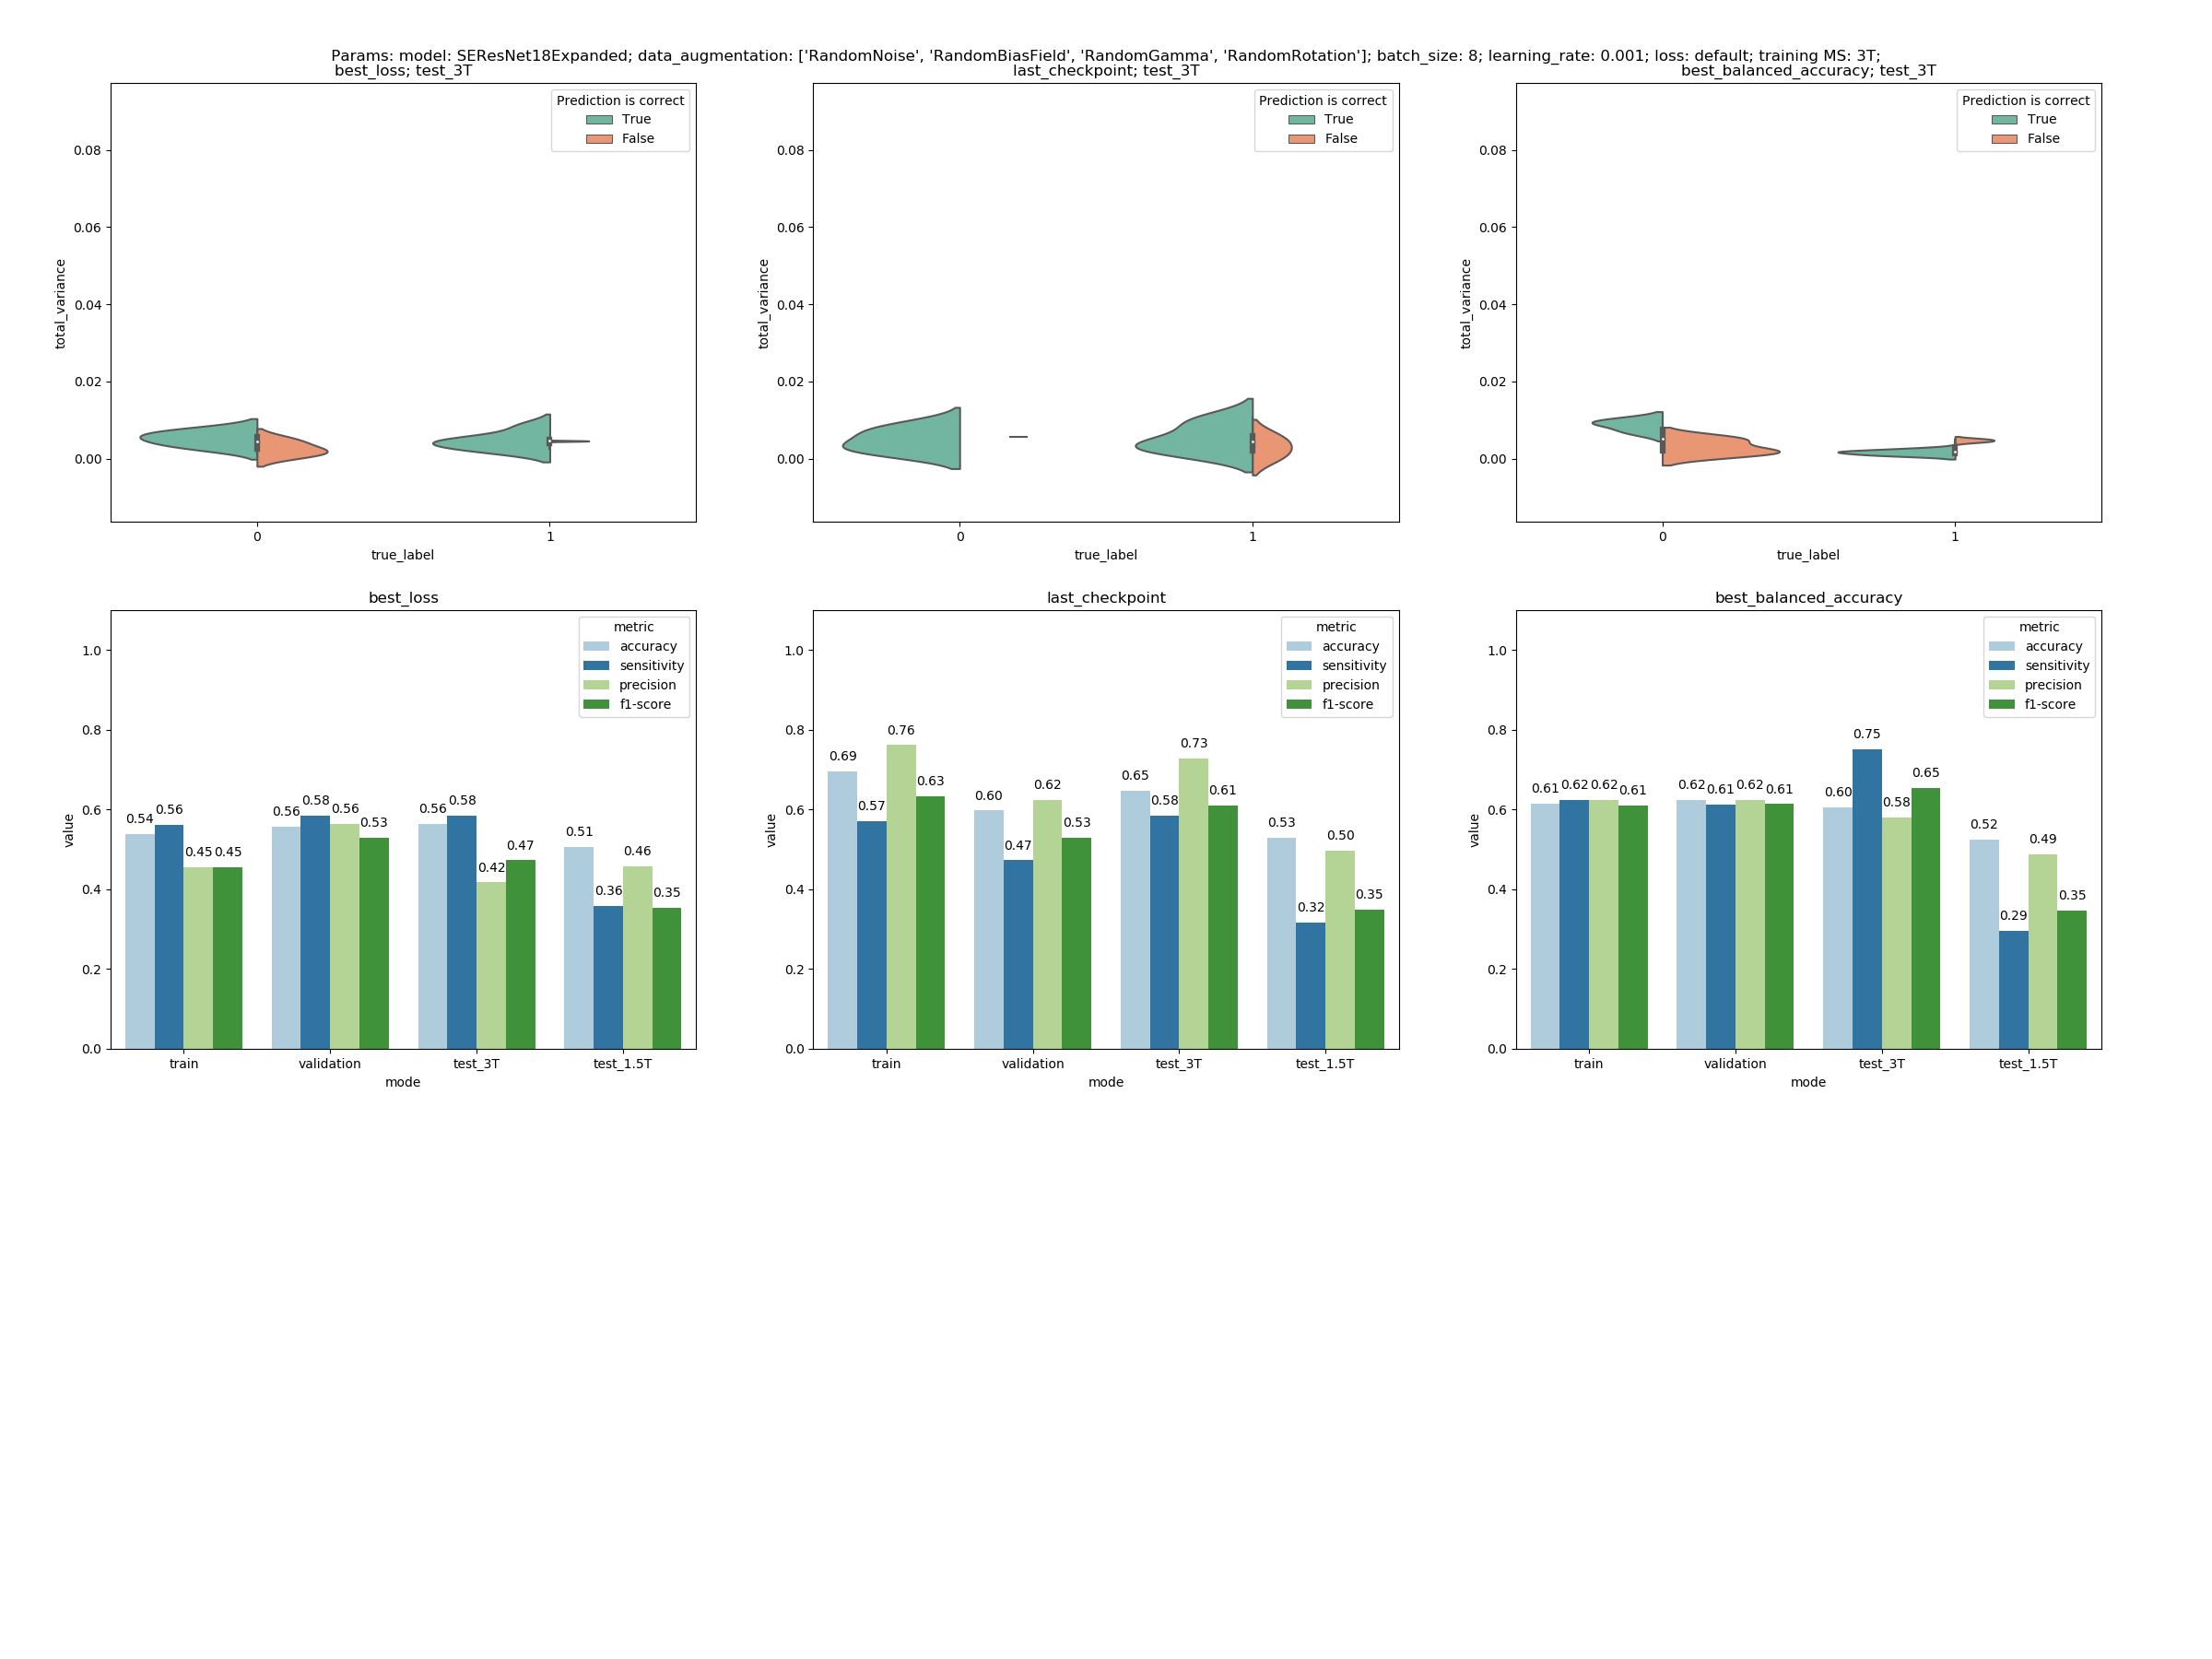 Params: model: SEResNet18Expanded; data_augmentation: ['RandomNoise', 'RandomBiasField', 'RandomGamma', 'RandomRotation']; batch_size: 8; learning_rate: 0.001; loss: default; training MS: 3T;
best_loss; test_3T
Prediction is correct
True
False
0.08
0.06
0.04
0.02
0.00
total_variance
0 1
true_label
last_checkpoint; test_3T
Prediction is correct
True
False
0.08
0.06
0.04
0.02
0.00
total_variance
0 1
true_label
best_balanced_accuracy; test_3T
Prediction is correct
True
False
0.08
0.06
0.04
0.02
0.00
total_variance
0 1
true_label
best_loss
metric
accuracy
sensitivity
precision
f1-score
1.0
0.8
0.6
0.4
0.2
0.0
value
0.54 0.56 0.45 0.45
0.56 0.58 0.56 0.53
0.56 0.58 0.42 0.47
0.51 0.36 0.46 0.35
train validation test_3T test_1.5T
mode
last_checkpoint
metric
accuracy
sensitivity
precision
f1-score
1.0
0.8
0.6
0.4
0.2
0.0
value
0.69 0.57 0.76 0.63
0.60 0.47 0.62 0.53
0.65 0.58 0.73 0.61
0.53 0.32 0.50 0.35
train validation test_3T test_1.5T
mode
best_balanced_accuracy
metric
accuracy
sensitivity
precision
f1-score
1.0
0.8
0.6
0.4
0.2
0.0
value
0.61 0.62 0.62 0.61
0.62 0.61 0.62 0.61
0.60 0.75 0.58 0.65
0.52 0.29 0.49 0.35
train validation test_3T test_1.5T
mode